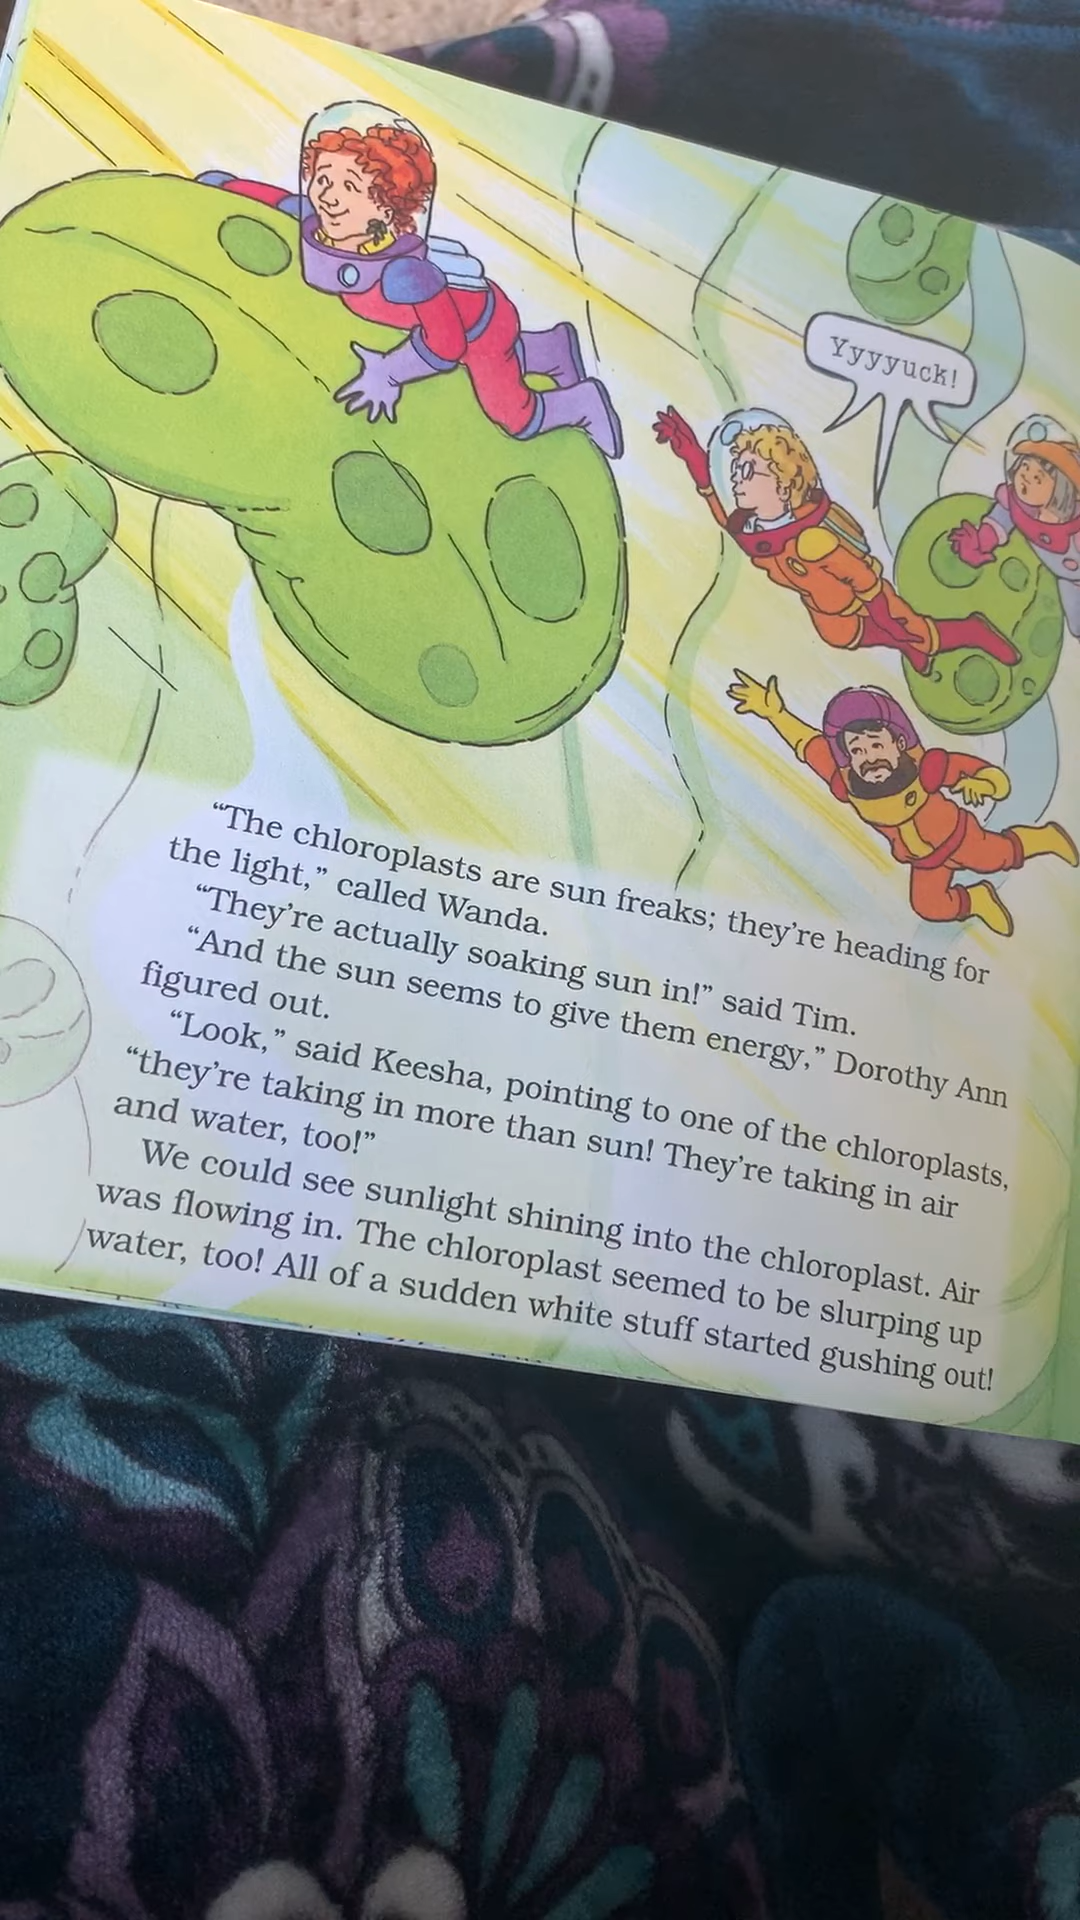 Yyyyuck!
“The chloroplasts are sun freaks; they’re heading for
the light,” called Wanda.
“They’re actually soaking sun in!” said Tim.
“And the sun seems to give them energy,” Dorothy Ann
figured out.
“Look,” said Keesha, pointing to one of the chloroplasts,
“they’re taking in more than sun! They’re taking in air
and water, too!”
We could see sunlight shining into the chloroplast. Air
was flowing in. The chloroplast seemed to be slurping up
water, too! All of a sudden white stuff started gushing out!